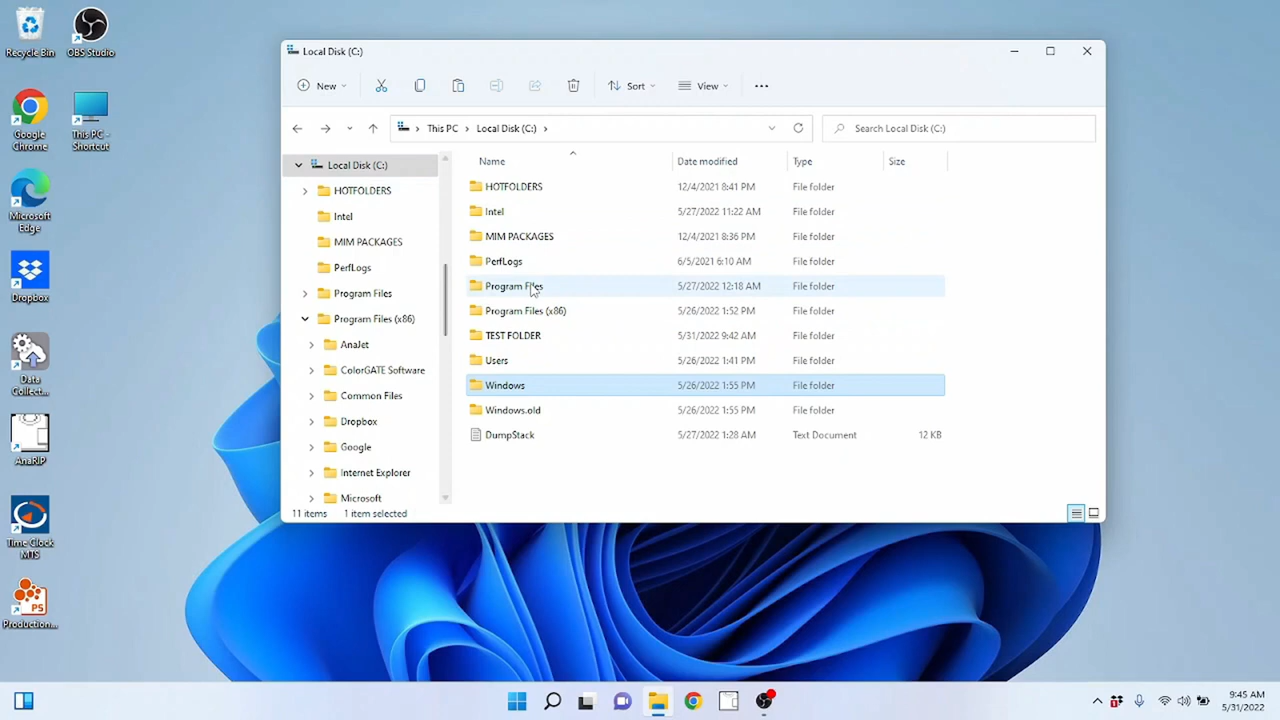 Recycle Bin
OBS Studio
Google
Chrome
This PC -
Shortcut
Microsoft
Edge
Dropbox
Data
Collect...
AnaRIP
Time Clock
MTS
PS
Production...
Local Disk (C:)
New
Sort
View
This PC > Local Disk (C:) >
Search Local Disk (C:)
Local Disk (C:)
HOTFOLDERS
Intel
MIM PACKAGES
PerfLogs
Program Files
Program Files (x86)
AnaJet
ColorGATE Software
Common Files
Dropbox
Google
Internet Explorer
Microsoft
Name Date modified Type Size
HOTFOLDERS 12/4/2021 8:41 PM File folder
Intel 5/27/2022 11:22 AM File folder
MIM PACKAGES 12/4/2021 8:36 PM File folder
PerfLogs 6/5/2021 6:10 AM File folder
Program Files 5/27/2022 12:18 AM File folder
Program Files (x86) 5/26/2022 1:52 PM File folder
TEST FOLDER 5/31/2022 9:42 AM File folder
Users 5/26/2022 1:41 PM File folder
Windows 5/26/2022 1:55 PM File folder
Windows.old 5/26/2022 1:55 PM File folder
DumpStack 5/27/2022 1:28 AM Text Document 12 KB
11 items 1 item selected
9:45 AM
5/31/2022